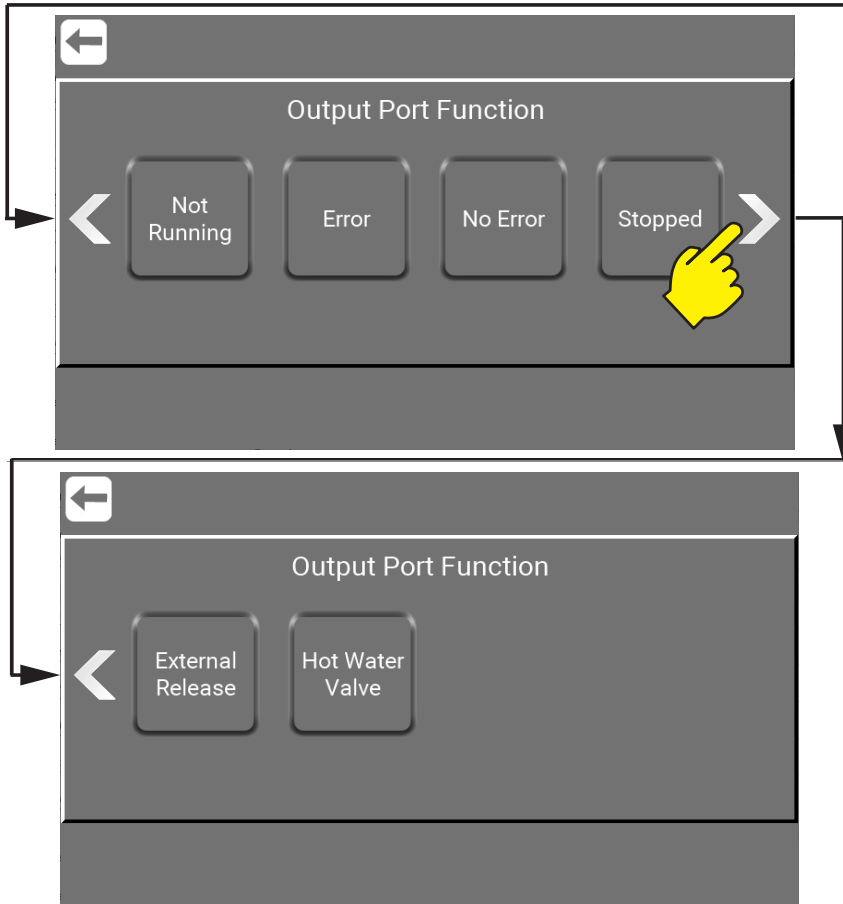 Output Port Function
Not
Running
Error
No Error
Stopped
Output Port Function
External
Release
Hot Water
Valve